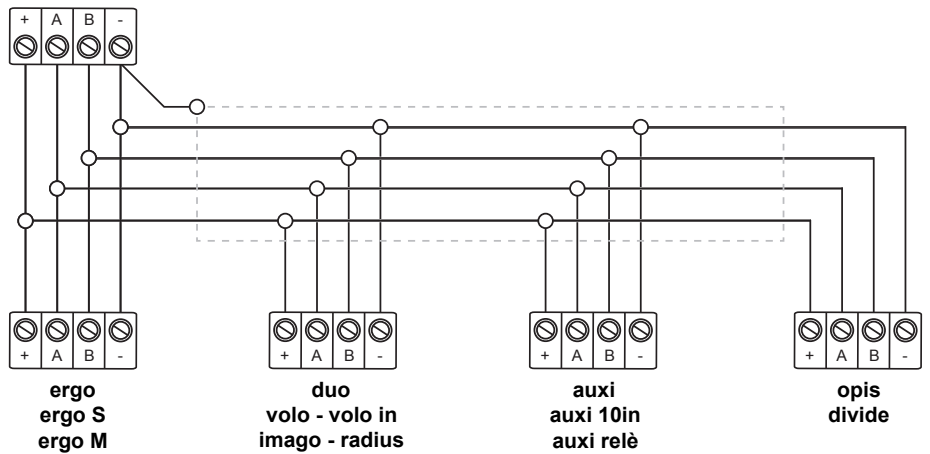 + A B -
+ A B -
+ A B -
+ A B -
+ A B -
ergo
ergo S
ergo M
duo
volo - volo in
imago - radius
auxi
auxi 10in
auxi relè
opis
divide